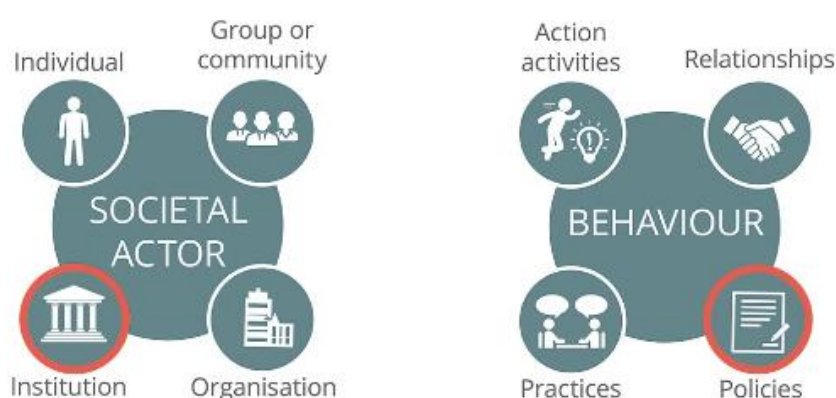 Individual
Group or
community
SOCIETAL
ACTOR
Institution
Organisation
Action
activities
Relationships
BEHAVIOUR
Practices
Policies